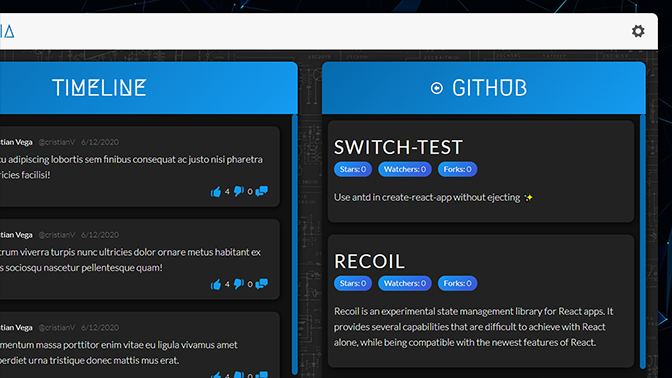 IA
TIMELINE
stian Vega @cristianV 6/12/2020
cu adipiscing lobortis sem finibus consequat ac justo nisi pharetra
ricies facilisi!
4 0
stian Vega @cristianV 6/12/2020
trum viverra turpis nunc ultricies dolor ornare metus habitant ex
s sociosqu nascetur pellentesque quam!
4 0
stian Vega @cristianV 6/12/2020
mentum massa porttitor enim vitae eu ligula vivamus amet
perdiet urna tristique donec mattis mus erat.
4 0
GITHUB
SWITCH-TEST
Stars: 0 Watchers: 0 Forks: 0
Use antd in create-react-app without ejecting ✨
RECOIL
Stars: 0 Watchers: 0 Forks: 0
Recoil is an experimental state management library for React apps. It
provides several capabilities that are difficult to achieve with React
alone, while being compatible with the newest features of React.